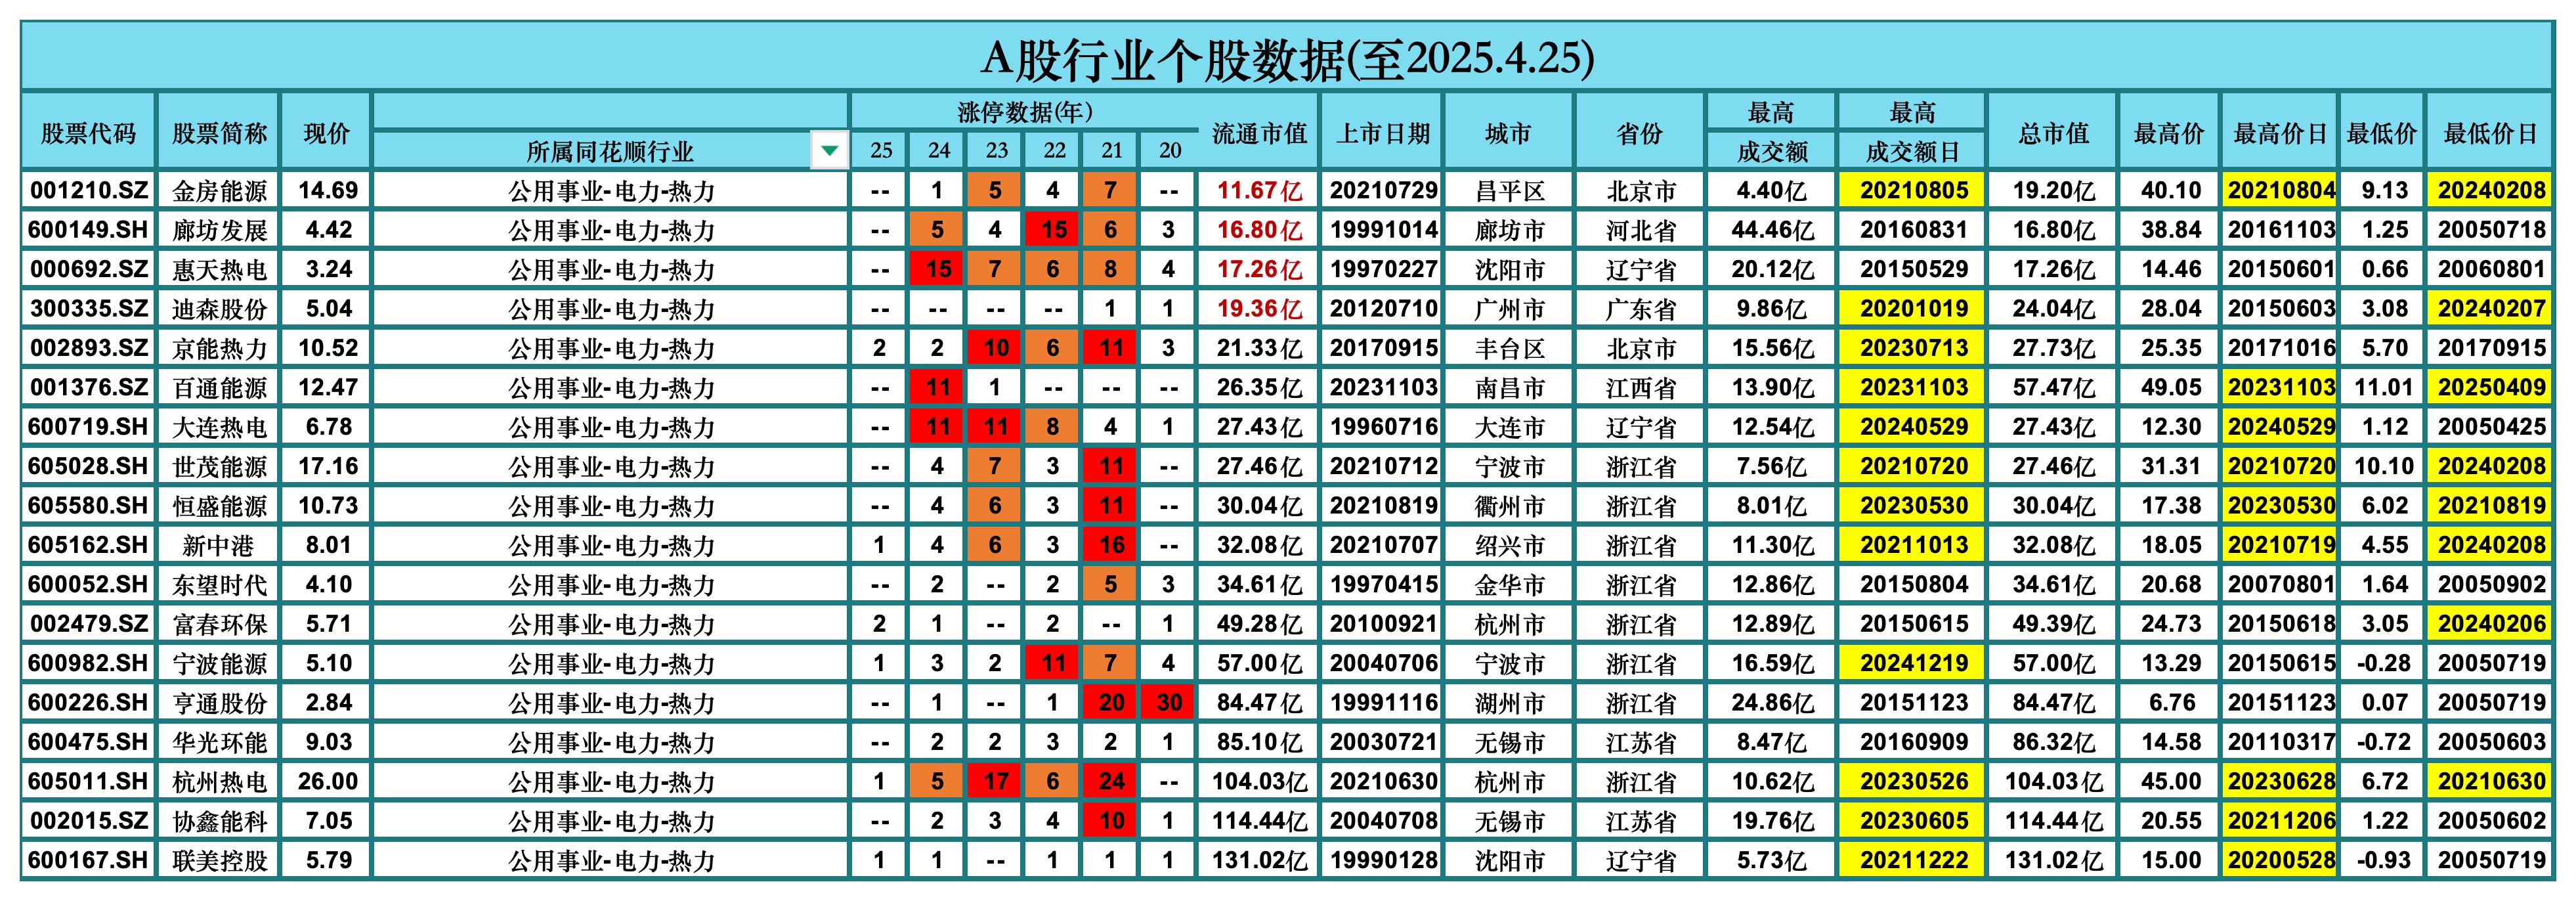 A股行业个股数据(至2025.4.25)
股票代码 股票简称 现价 所属同花顺行业 涨停数据(年) 流通市值 上市日期 城市 省份 最高成交额 最高成交额日 总市值 最高价 最高价日 最低价 最低价日
25 24 23 22 21 20
001210.SZ 金房能源 14.69 公用事业-电力-热力 -- 1 5 4 7 -- 11.67亿 20210729 昌平区 北京市 4.40亿 20210805 19.20亿 40.10 20210804 9.13 20240208
600149.SH 廊坊发展 4.42 公用事业-电力-热力 -- 5 4 15 6 3 16.80亿 19991014 廊坊市 河北省 44.46亿 20160831 16.80亿 38.84 20161103 1.25 20050718
000692.SZ 惠天热电 3.24 公用事业-电力-热力 -- 15 7 6 8 4 17.26亿 19970227 沈阳市 辽宁省 20.12亿 20150529 17.26亿 14.46 20150601 0.66 20060801
300335.SZ 迪森股份 5.04 公用事业-电力-热力 -- -- -- -- 1 1 19.36亿 20120710 广州市 广东省 9.86亿 20201019 24.04亿 28.04 20150603 3.08 20240207
002893.SZ 京能热力 10.52 公用事业-电力-热力 2 2 10 6 11 3 21.33亿 20170915 丰台区 北京市 15.56亿 20230713 27.73亿 25.35 20171016 5.70 20170915
001376.SZ 百通能源 12.47 公用事业-电力-热力 -- 11 1 -- -- -- 26.35亿 20231103 南昌市 江西省 13.90亿 20231103 57.47亿 49.05 20231103 11.01 20250409
600719.SH 大连热电 6.78 公用事业-电力-热力 -- 11 11 8 4 1 27.43亿 19960716 大连市 辽宁省 12.54亿 20240529 27.43亿 12.30 20240529 1.12 20050425
605028.SH 世茂能源 17.16 公用事业-电力-热力 -- 4 7 3 11 -- 27.46亿 20210712 宁波市 浙江省 7.56亿 20210720 27.46亿 31.31 20210720 10.10 20240208
605580.SH 恒盛能源 10.73 公用事业-电力-热力 -- 4 6 3 11 -- 30.04亿 20210819 衢州市 浙江省 8.01亿 20230530 30.04亿 17.38 20230530 6.02 20210819
605162.SH 新中港 8.01 公用事业-电力-热力 1 4 6 3 16 -- 32.08亿 20210707 绍兴市 浙江省 11.30亿 20211013 32.08亿 18.05 20210719 4.55 20240208
600052.SH 东望时代 4.10 公用事业-电力-热力 -- 2 -- 2 5 3 34.61亿 19970415 金华市 浙江省 12.86亿 20150804 34.61亿 20.68 20070801 1.64 20050902
002479.SZ 富春环保 5.71 公用事业-电力-热力 2 1 -- 2 -- 1 49.28亿 20100921 杭州市 浙江省 12.89亿 20150615 49.39亿 24.73 20150618 3.05 20240206
600982.SH 宁波能源 5.10 公用事业-电力-热力 1 3 2 11 7 4 57.00亿 20040706 宁波市 浙江省 16.59亿 20241219 57.00亿 13.29 20150615 -0.28 20050719
600226.SH 亨通股份 2.84 公用事业-电力-热力 -- 1 -- 1 20 30 84.47亿 19991116 湖州市 浙江省 24.86亿 20151123 84.47亿 6.76 20151123 0.07 20050719
600475.SH 华光环能 9.03 公用事业-电力-热力 -- 2 2 3 2 1 85.10亿 20030721 无锡市 江苏省 8.47亿 20160909 86.32亿 14.58 20110317 -0.72 20050603
605011.SH 杭州热电 26.00 公用事业-电力-热力 1 5 17 6 24 -- 104.03亿 20210630 杭州市 浙江省 10.62亿 20230526 104.03亿 45.00 20230628 6.72 20210630
002015.SZ 协鑫能科 7.05 公用事业-电力-热力 -- 2 3 4 10 1 114.44亿 20040708 无锡市 江苏省 19.76亿 20230605 114.44亿 20.55 20211206 1.22 20050602
600167.SH 联美控股 5.79 公用事业-电力-热力 1 1 -- 1 1 1 131.02亿 19990128 沈阳市 辽宁省 5.73亿 20211222 131.02亿 15.00 20200528 -0.93 20050719